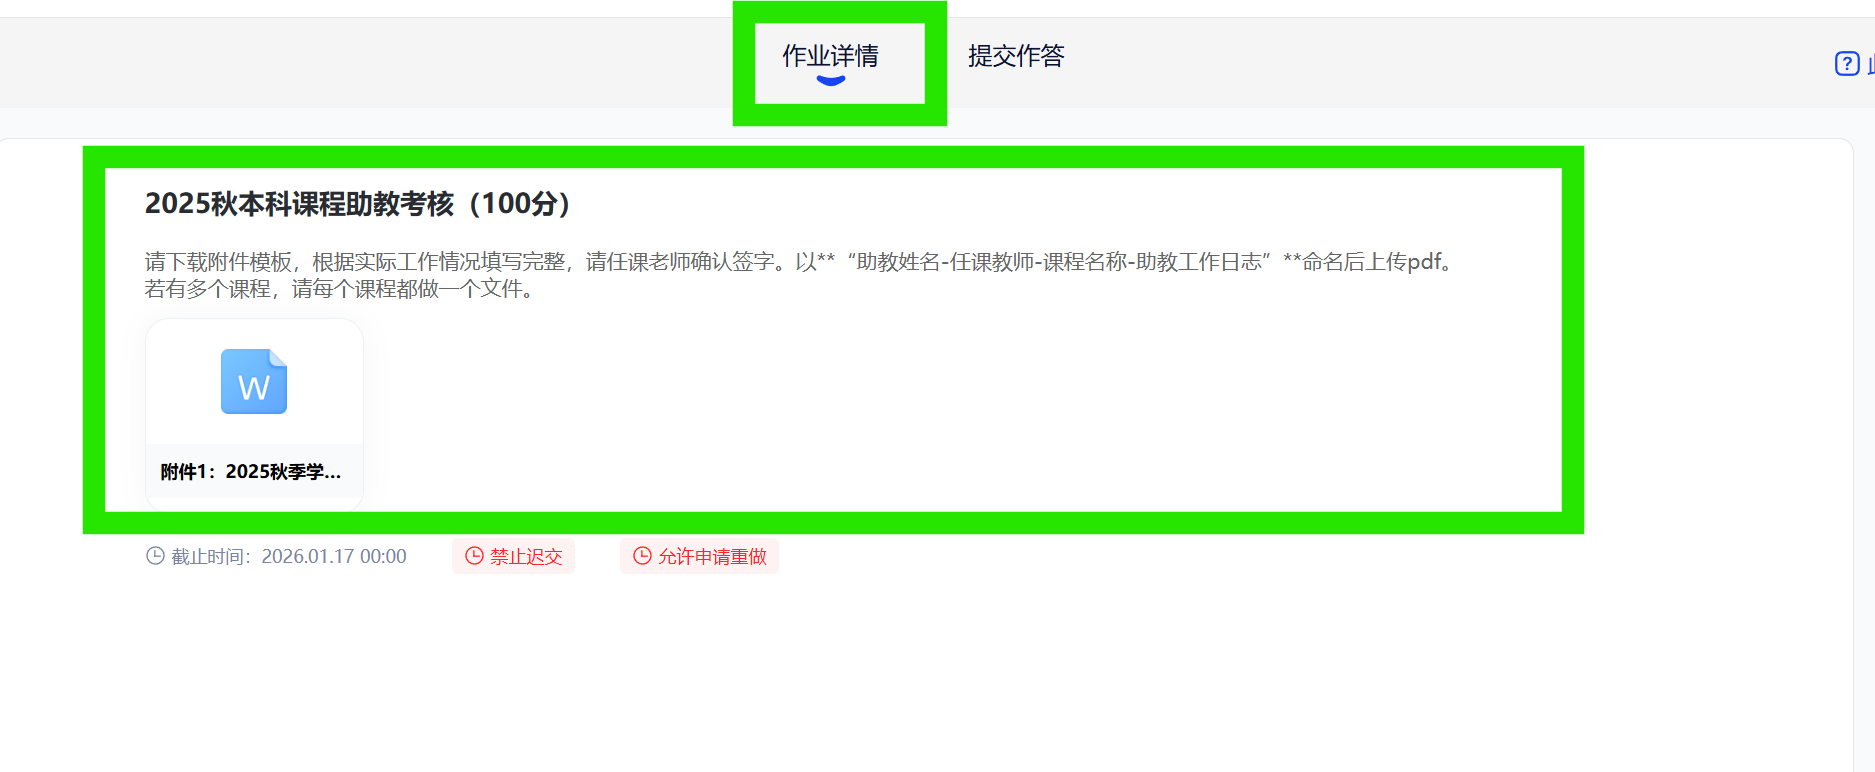 作业详情 提交作答
2025秋本科课程助教考核（100分）
请下载附件模板，根据实际工作情况填写完整，请任课老师确认签字。以**“助教姓名-任课教师-课程名称-助教工作日志”**命名后上传pdf。
若有多个课程，请每个课程都做一个文件。
W
附件1：2025秋季学...
截止时间：2026.01.17 00:00 禁止迟交 允许申请重做